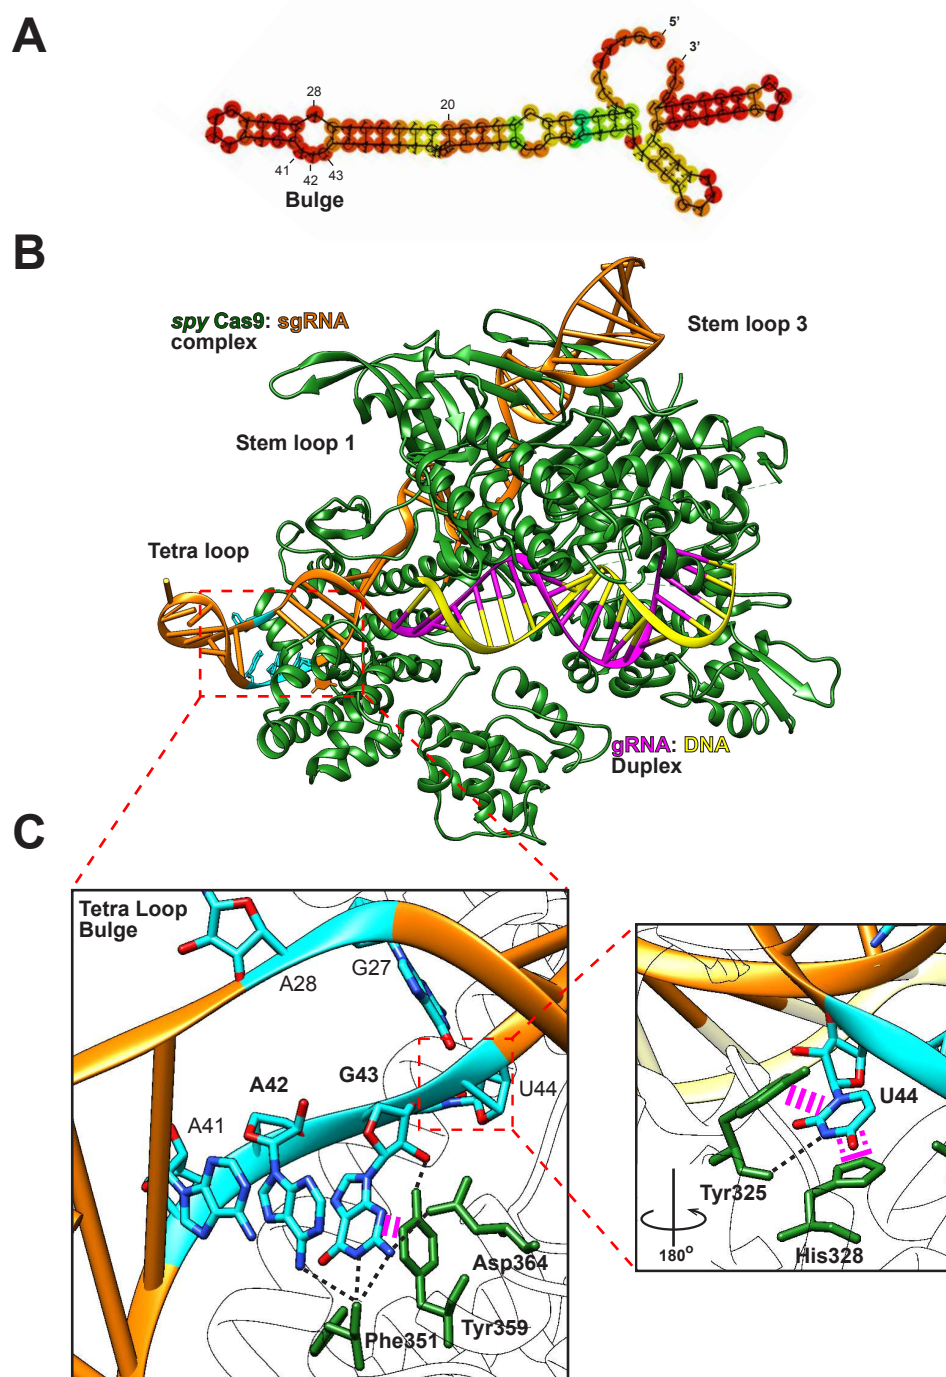 A
5'
3'
28
20
41
42
43
Bulge
B
spy Cas9: sgRNA
complex
Stem loop 3
Stem loop 1
Tetra loop
gRNA: DNA
Duplex
C
Tetra Loop
Bulge
A28
G27
A42
G43
A41
U44
Asp364
Tyr359
Phe351
U44
Tyr325
His328
180o